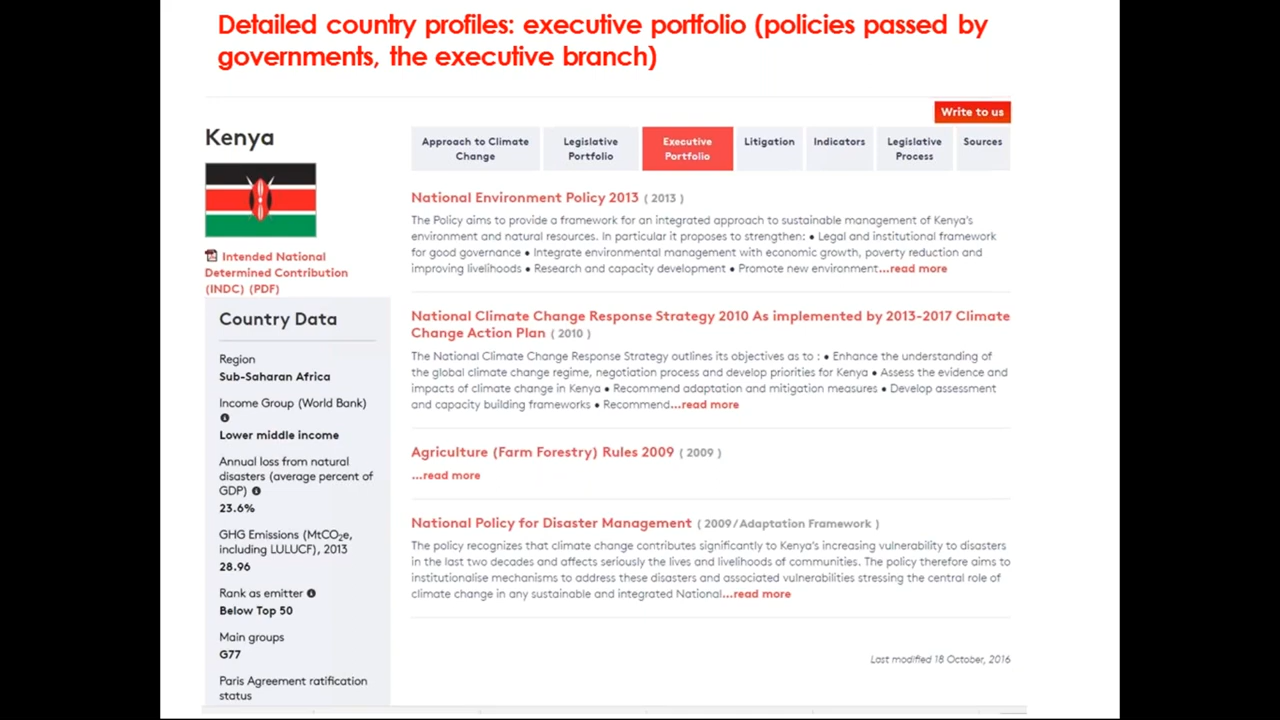 Detailed country profiles: executive portfolio (policies passed by
governments, the executive branch)
Write to us
Kenya
Intended National
Determined Contribution
(INDC) (PDF)
Country Data
Region
Sub-Saharan Africa
Income Group (World Bank)
Lower middle income
Annual loss from natural
disasters (average percent of
GDP)
23.6%
GHG Emissions (MtCO₂e,
including LULUCF), 2013
28.96
Rank as emitter
Below Top 50
Main groups
G77
Paris Agreement ratification
status
Approach to Climate
Change
Legislative
Portfolio
Executive
Portfolio
Litigation
Indicators
Legislative
Process
Sources
National Environment Policy 2013 ( 2013 )
The Policy aims to provide a framework for an integrated approach to sustainable management of Kenya's
environment and natural resources. In particular it proposes to strengthen: • Legal and institutional framework
for good governance • Integrate environmental management with economic growth, poverty reduction and
improving livelihoods • Research and capacity development • Promote new environment...read more
National Climate Change Response Strategy 2010 As implemented by 2013-2017 Climate
Change Action Plan ( 2010 )
The National Climate Change Response Strategy outlines its objectives as to : • Enhance the understanding of
the global climate change regime, negotiation process and develop priorities for Kenya • Assess the evidence and
impacts of climate change in Kenya • Recommend adaptation and mitigation measures • Develop assessment
and capacity building frameworks • Recommend...read more
Agriculture (Farm Forestry) Rules 2009 ( 2009 )
...read more
National Policy for Disaster Management ( 2009/Adaptation Framework )
The policy recognizes that climate change contributes significantly to Kenya's increasing vulnerability to disasters
in the last two decades and affects seriously the lives and livelihoods of communities. The policy therefore aims to
institutionalise mechanisms to address these disasters and associated vulnerabilities stressing the central role of
climate change in any sustainable and integrated National...read more
Last modified 18 October, 2016